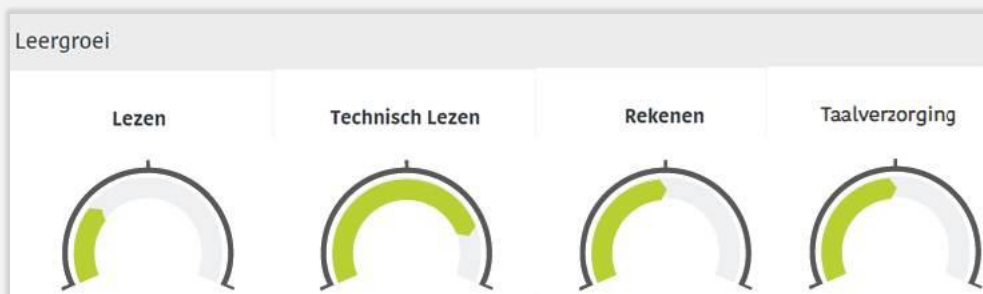 Leergroei
Lezen
Technisch Lezen
Rekenen
Taalverzorging